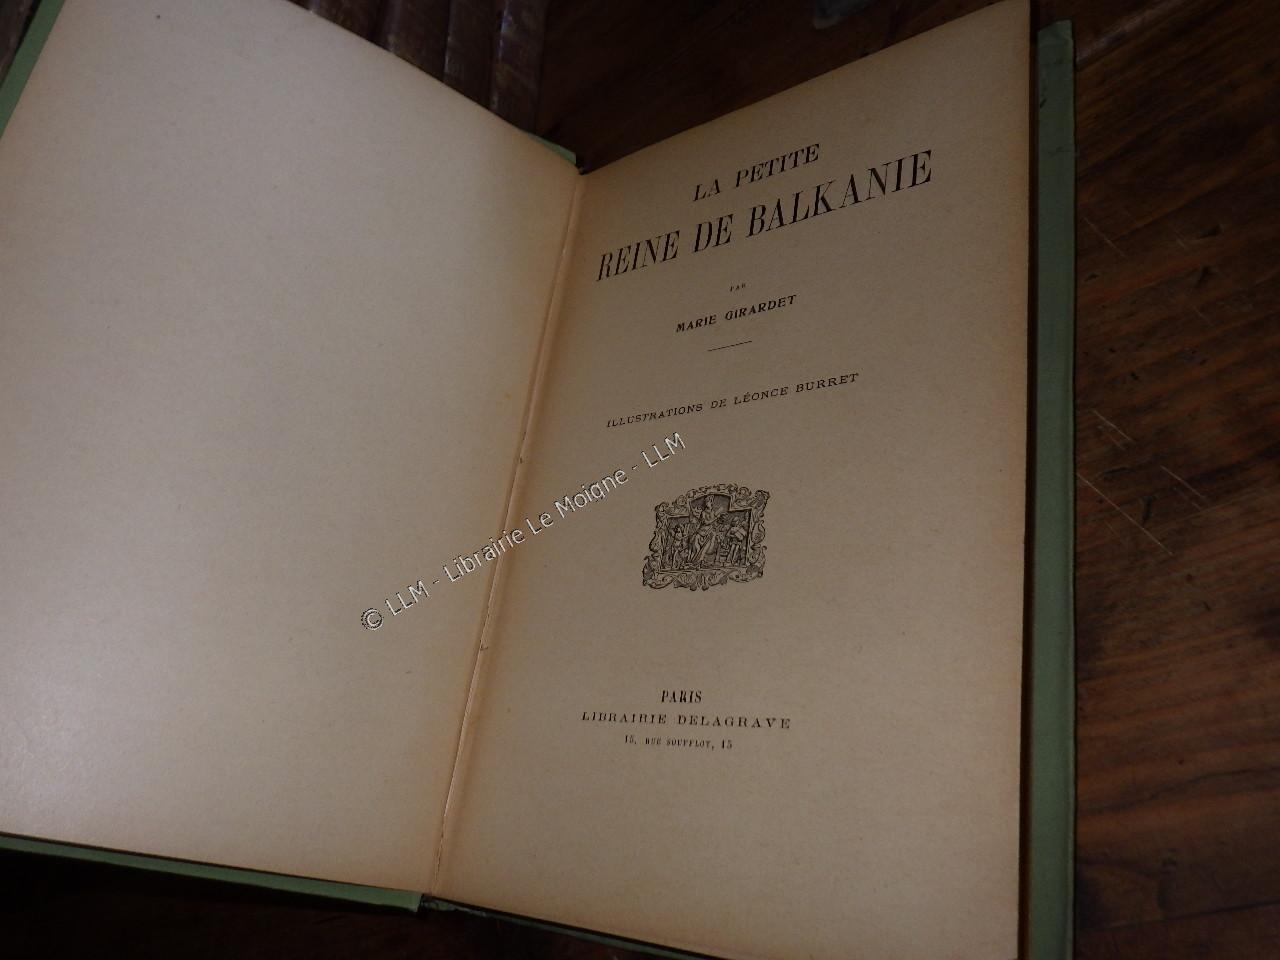 LA PETITE
REINE DE BALKANIE
PAR
MARIE GIRARDET
ILLUSTRATIONS DE LÉONCE BURRET
PARIS
LIBRAIRIE DELAGRAVE
15, RUE SOUFFLOT, 15
© LLM - Librairie Le Moigne - LLM